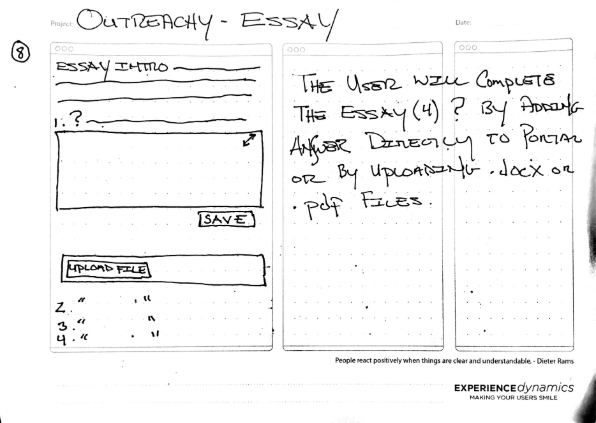 Project: OUTREACHY - ESSAY
Date:
8
ESSAY INTRO
1. ?
SAVE
UPLOAD FILE
2. " , "
3. " "
4. " . "
THE USER WILL COMPLETE
THE ESSAY (4) ? BY ADDING
ANSWER DIRECTLY TO PORTAL
OR BY UPLOADING .docx OR
.pdf FILES.
People react positively when things are clear and understandable. - Dieter Rams
EXPERIENCE dynamics
MAKING YOUR USERS SMILE